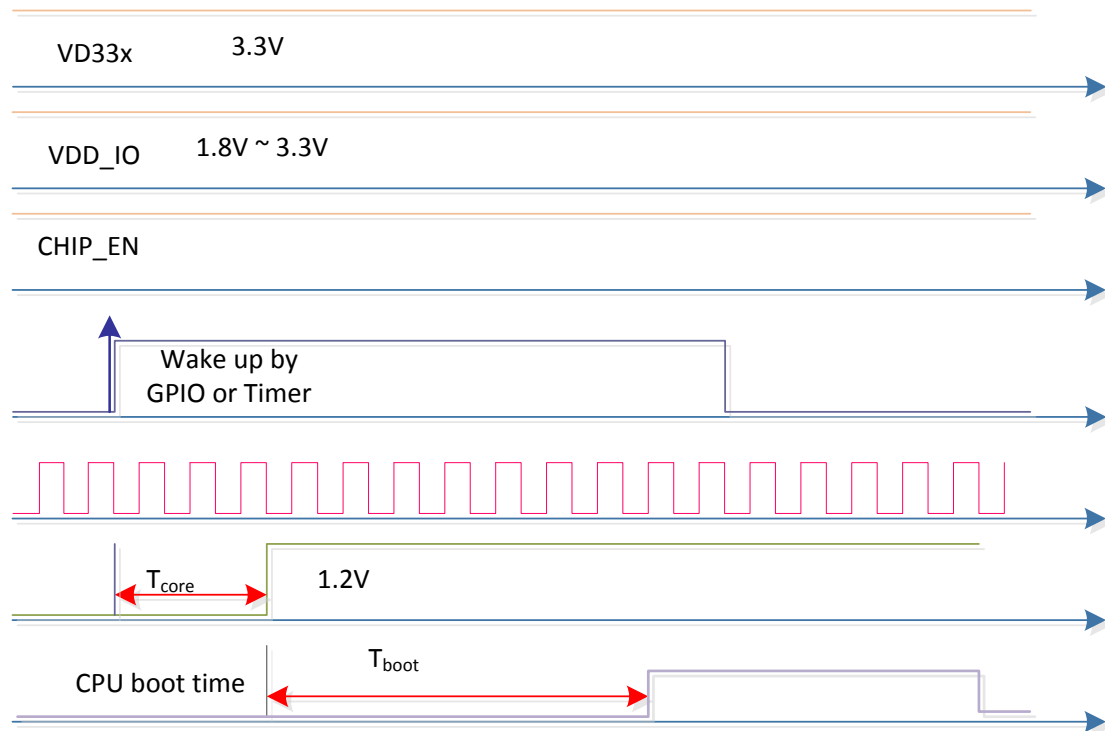 VD33x
3.3V
VDD_IO
1.8V ~ 3.3V
CHIP_EN
Wake up by
GPIO or Timer
Tcore
1.2V
Tboot
CPU boot time